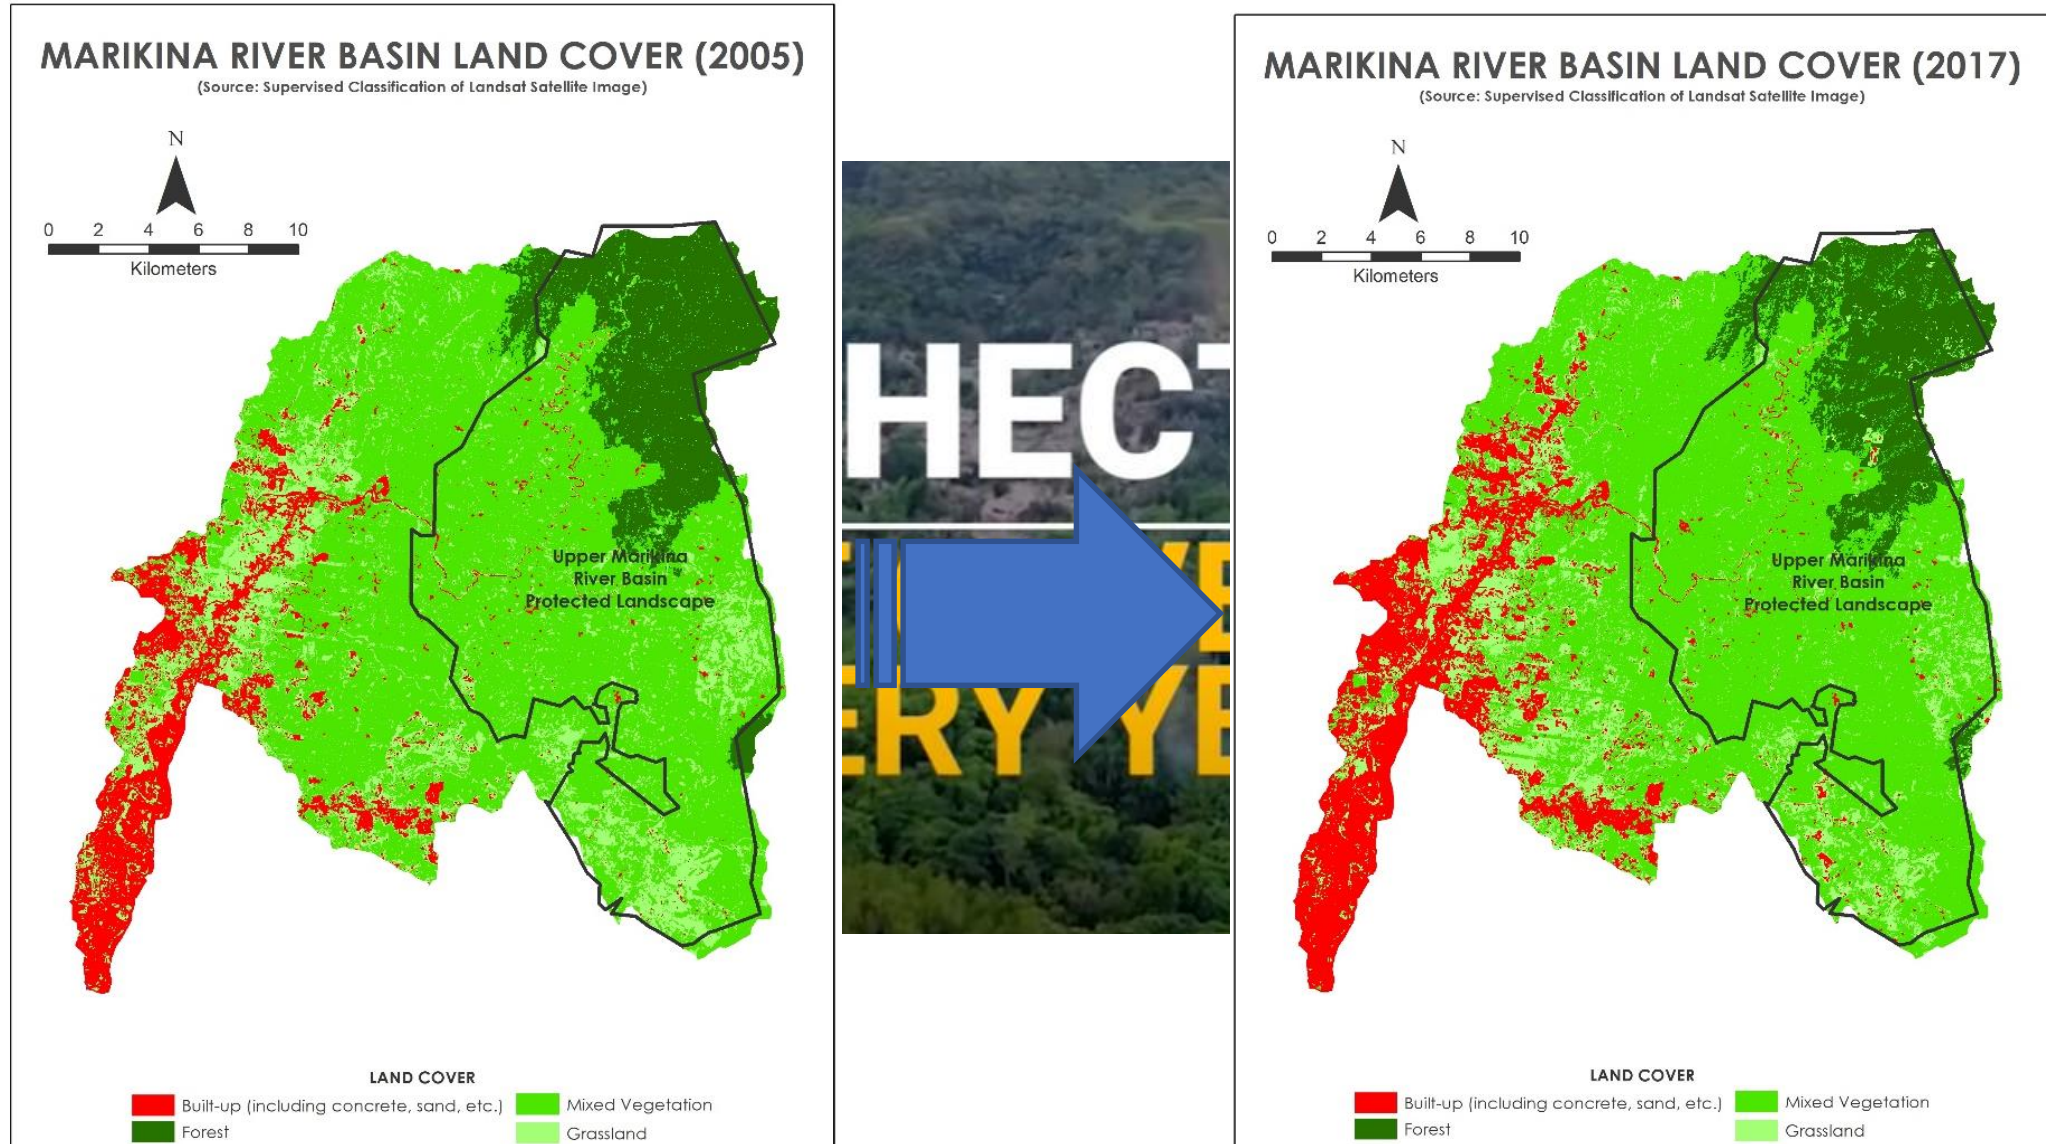 MARIKINA RIVER BASIN LAND COVER (2005)
(Source: Supervised Classification of Landsat Satellite Image)
N
0 2 4 6 8 10
Kilometers
Upper Marikina
River Basin
Protected Landscape
LAND COVER
Built-up (including concrete, sand, etc.)
Mixed Vegetation
Forest
Grassland
HECT
ERY YE
MARIKINA RIVER BASIN LAND COVER (2017)
(Source: Supervised Classification of Landsat Satellite Image)
N
0 2 4 6 8 10
Kilometers
Upper Marikina
River Basin
Protected Landscape
LAND COVER
Built-up (including concrete, sand, etc.)
Mixed Vegetation
Forest
Grassland